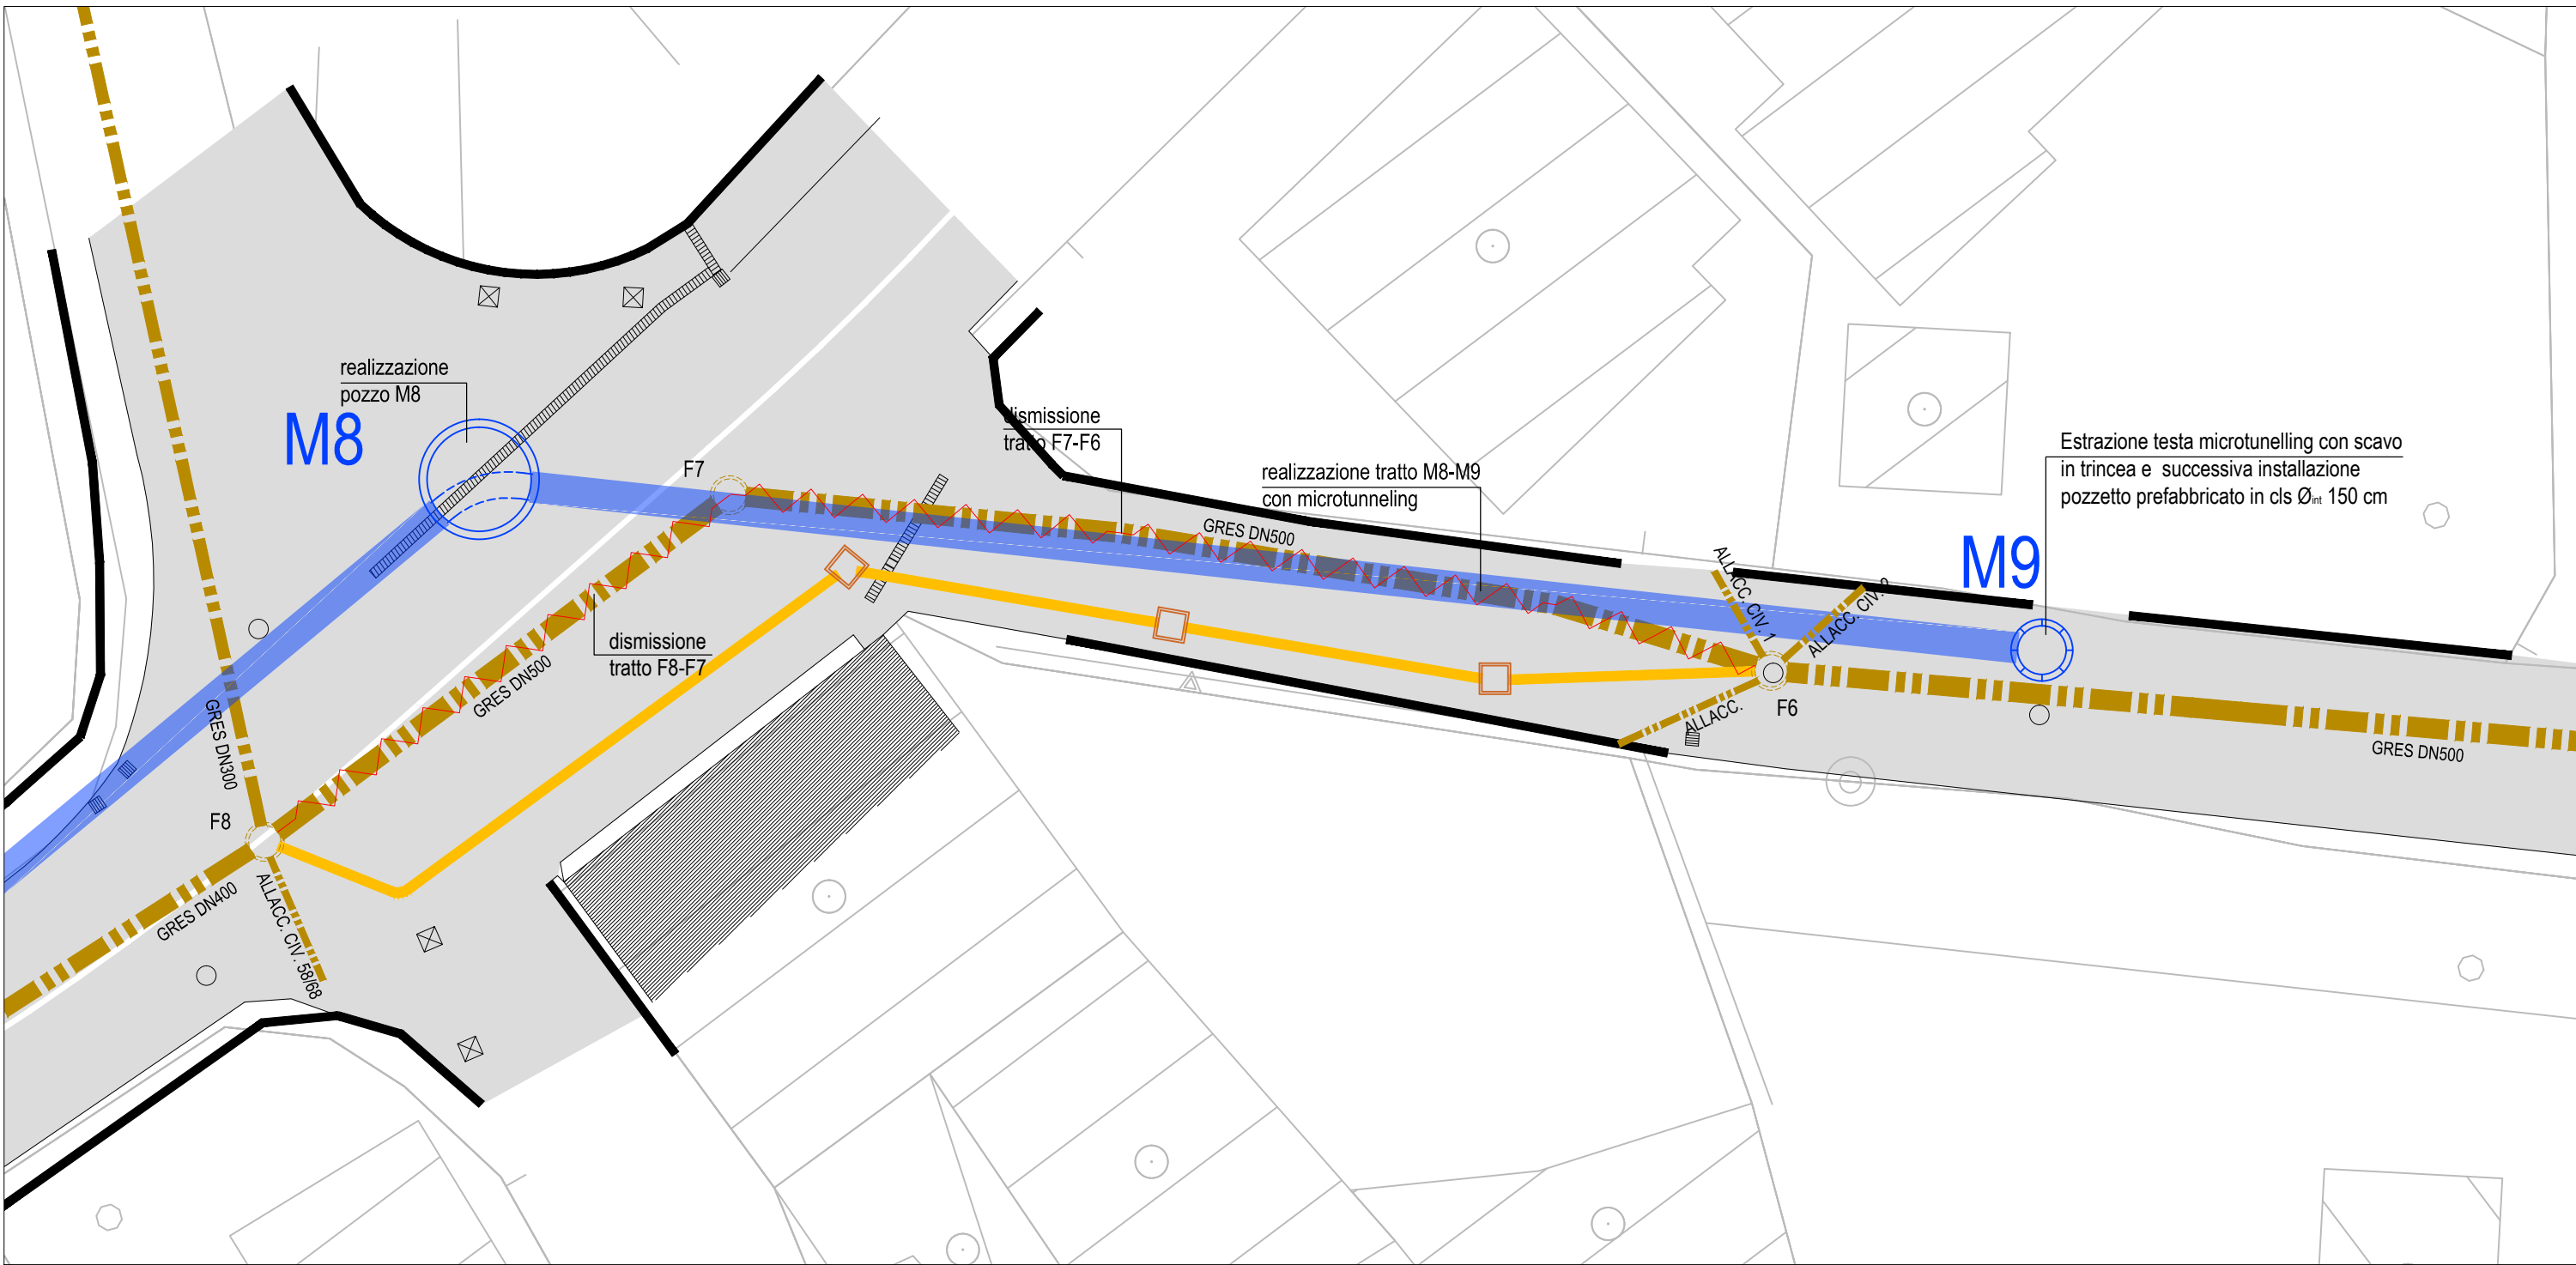 realizzazione
pozzo M8
M8
F7
dismissione
tratto F7-F6
realizzazione tratto M8-M9
con microtunneling
GRES DN500
Estrazione testa microtunelling con scavo
in trincea e successiva installazione
pozzetto prefabbricato in cls Øint 150 cm
M9
ALLACC. CIV. 1
ALLACC. CIV. 2
dismissione
tratto F8-F7
GRES DN500
GRES DN300
ALLACC.
F6
GRES DN500
F8
GRES DN400
ALLACC. CIV. 58/68